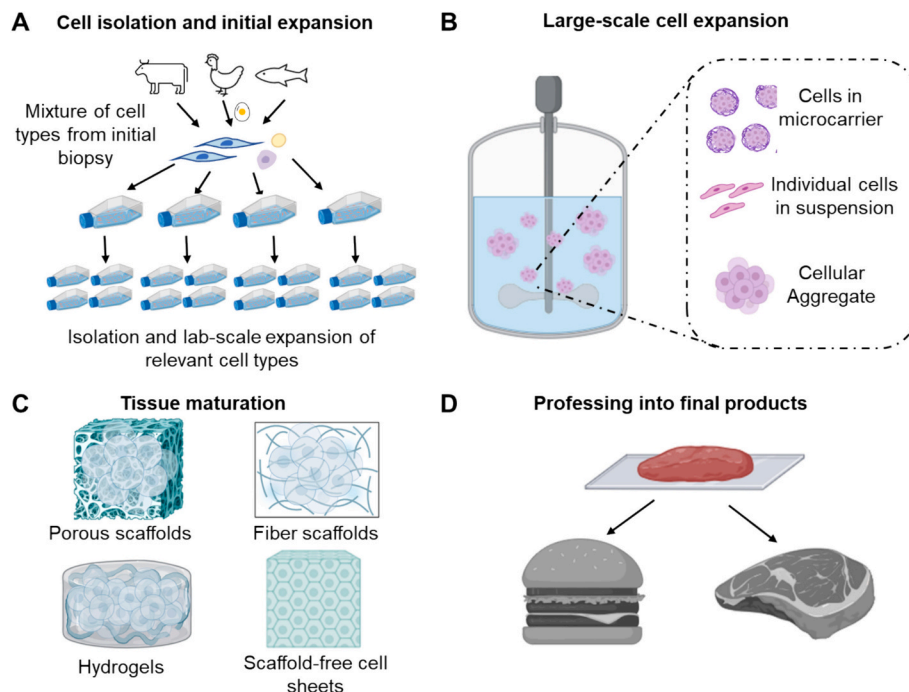 A Cell isolation and initial expansion
Mixture of cell
types from initial
biopsy
Isolation and lab-scale expansion of
relevant cell types
B Large-scale cell expansion
Cells in
microcarrier
Individual cells
in suspension
Cellular
Aggregate
C Tissue maturation
Porous scaffolds
Fiber scaffolds
Hydrogels
Scaffold-free cell
sheets
D Professing into final products